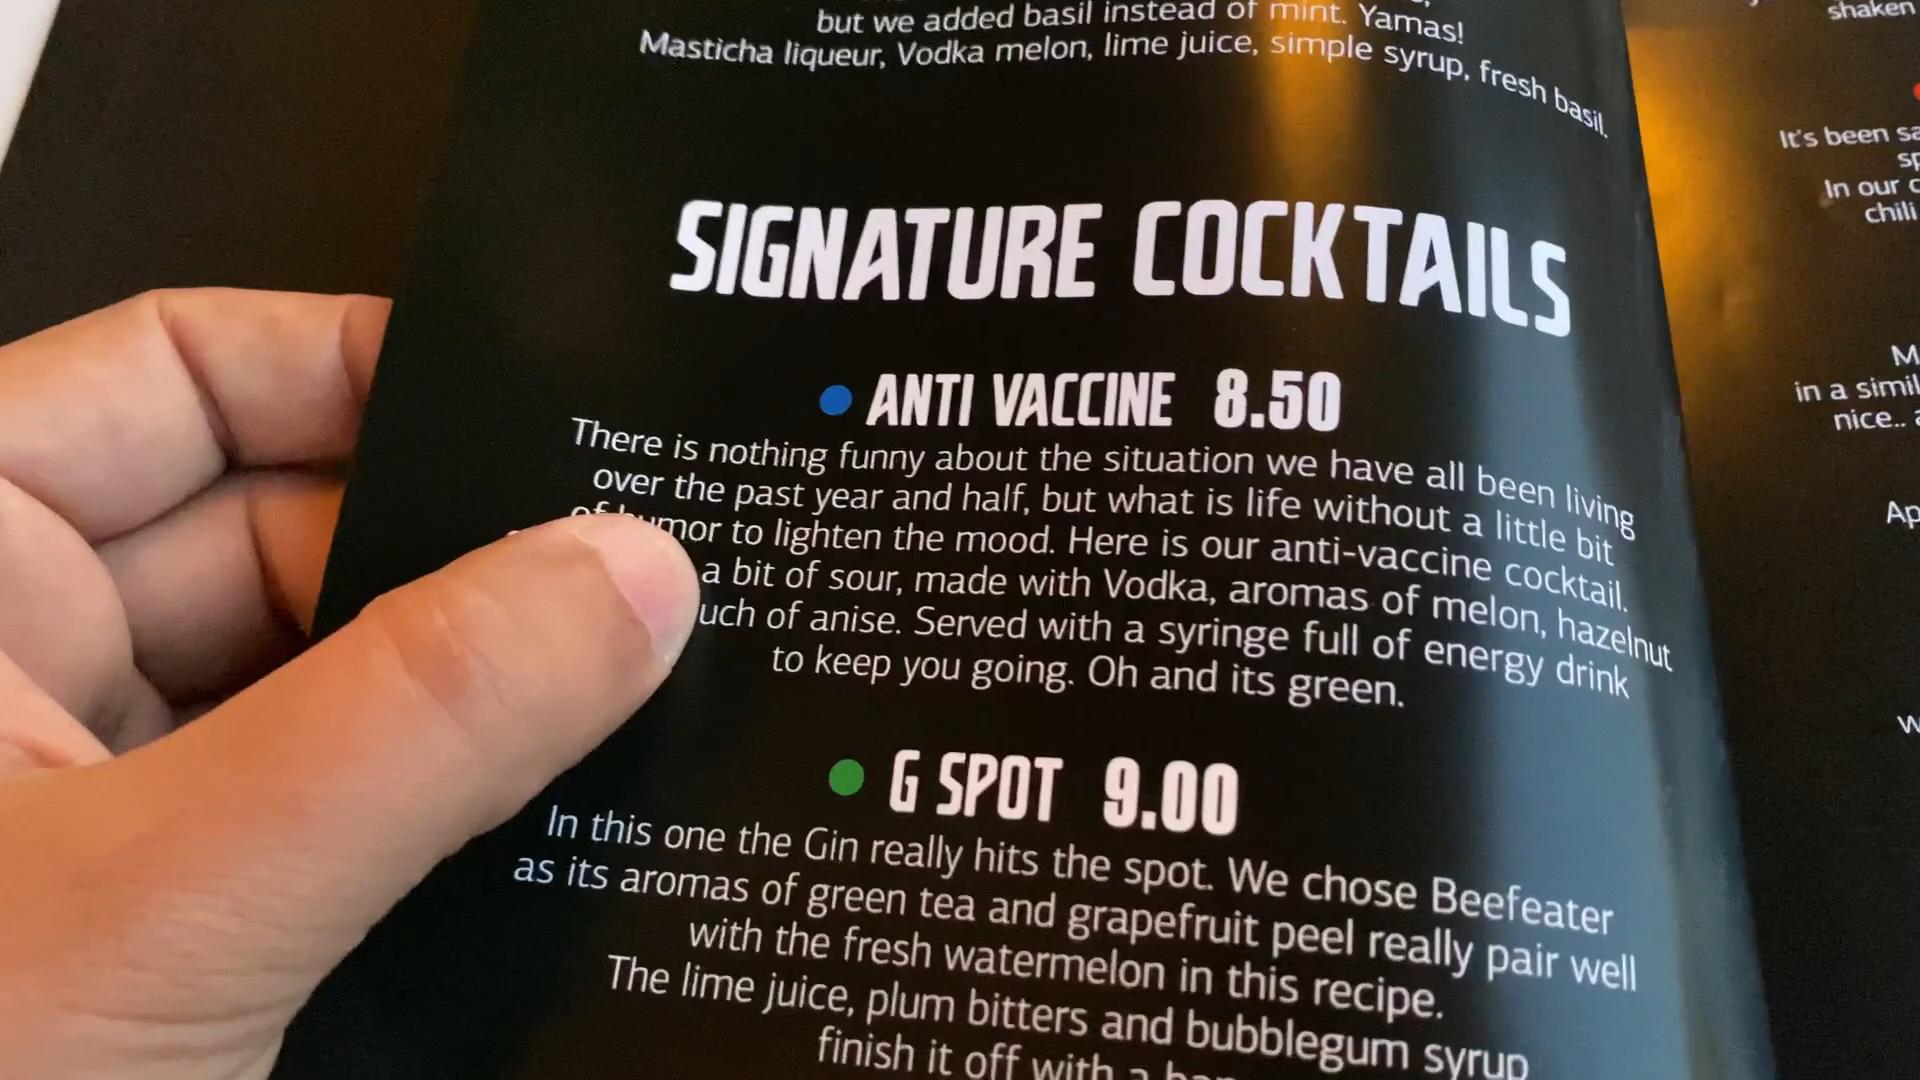 but we added basil instead of mint. Yamas!
Masticha liqueur, Vodka melon, lime juice, simple syrup, fresh basil.
SIGNATURE COCKTAILS
ANTI VACCINE 8.50
There is nothing funny about the situation we have all been living
over the past year and half, but what is life without a little bit
of humor to lighten the mood. Here is our anti-vaccine cocktail.
a bit of sour, made with Vodka, aromas of melon, hazelnut
uch of anise. Served with a syringe full of energy drink
to keep you going. Oh and its green.
G SPOT 9.00
In this one the Gin really hits the spot. We chose Beefeater
as its aromas of green tea and grapefruit peel really pair well
with the fresh watermelon in this recipe.
The lime juice, plum bitters and bubblegum syrup
finish it off with a
shaken
It's been
In our
chili
in a
nice..